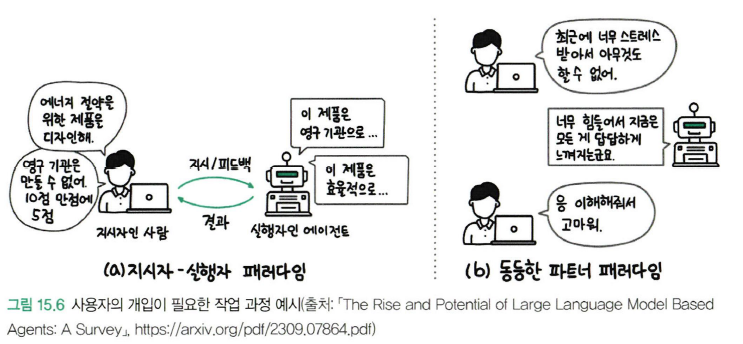 에너지 절약을
위한 제품을
디자인해.
영구 기관은
만들 수 없어.
10점 만점에
5점
지시/피드백
결과
이 제품은
영구 기관으로...
이 제품은
효율적으로...
지시자인 사람
실행자인 에이전트
(a) 지시자-실행자 패러다임
최근에 너무 스트레스
받아서 아무것도
할 수 없어.
너무 힘들어서 지금은
모든 게 답답하게
느껴지는군요.
응 이해해줘서
고마워.
(b) 동등한 파트너 패러다임
그림 15.6 사용자의 개입이 필요한 작업 과정 예시(출처: 「The Rise and Potential of Large Language Model Based
Agents: A Survey」, https://arxiv.org/pdf/2309.07864.pdf)